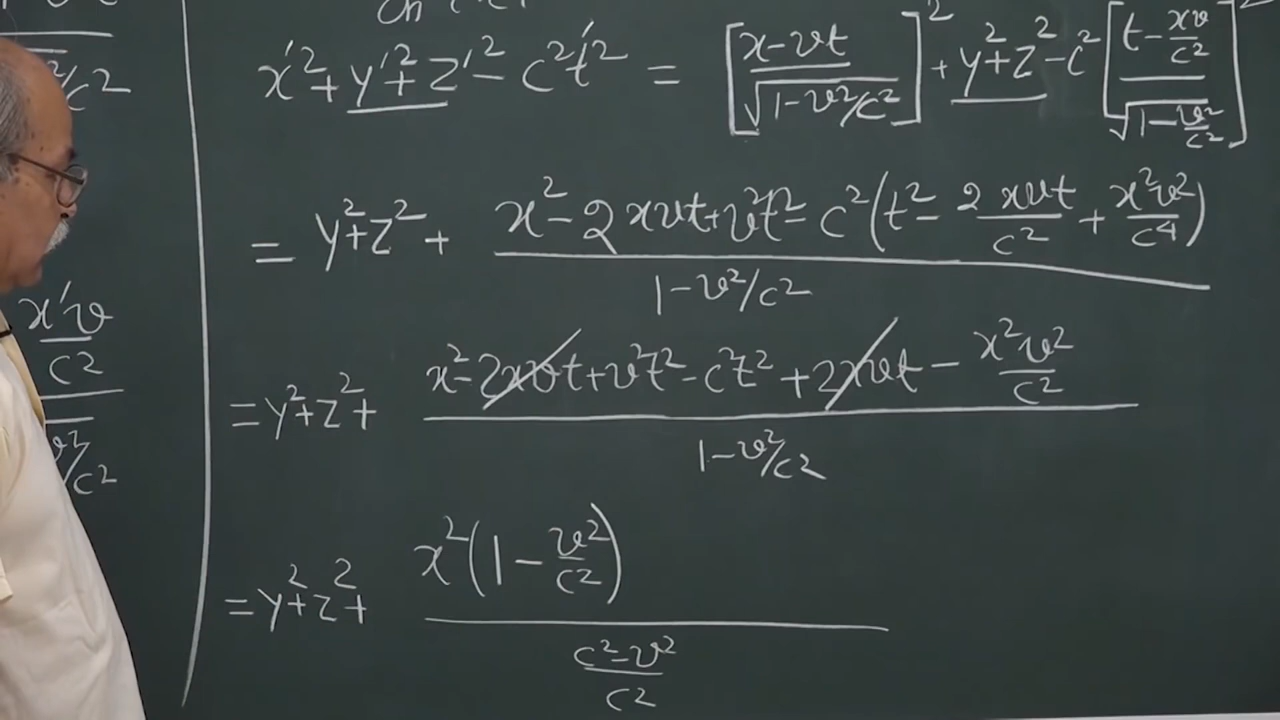 x'²+y'²+z'²-c²t'² = [x-vt/√1-v²/c²]²+y²+z²-c²[t-xv/c²/√1-v²/c²]²
= y²+z²+ x²-2xvt+v²t²-c²(t²-2xvt/c²+x²v²/c⁴)/1-v²/c²
=y²+z²+ x²-2xvt+v²t²-c²t²+2xvt-x²v²/c²/1-v²/c²
=y²+z²+ x²(1-v²/c²)/c²-v²/c²
x'v
c²
v²/c²